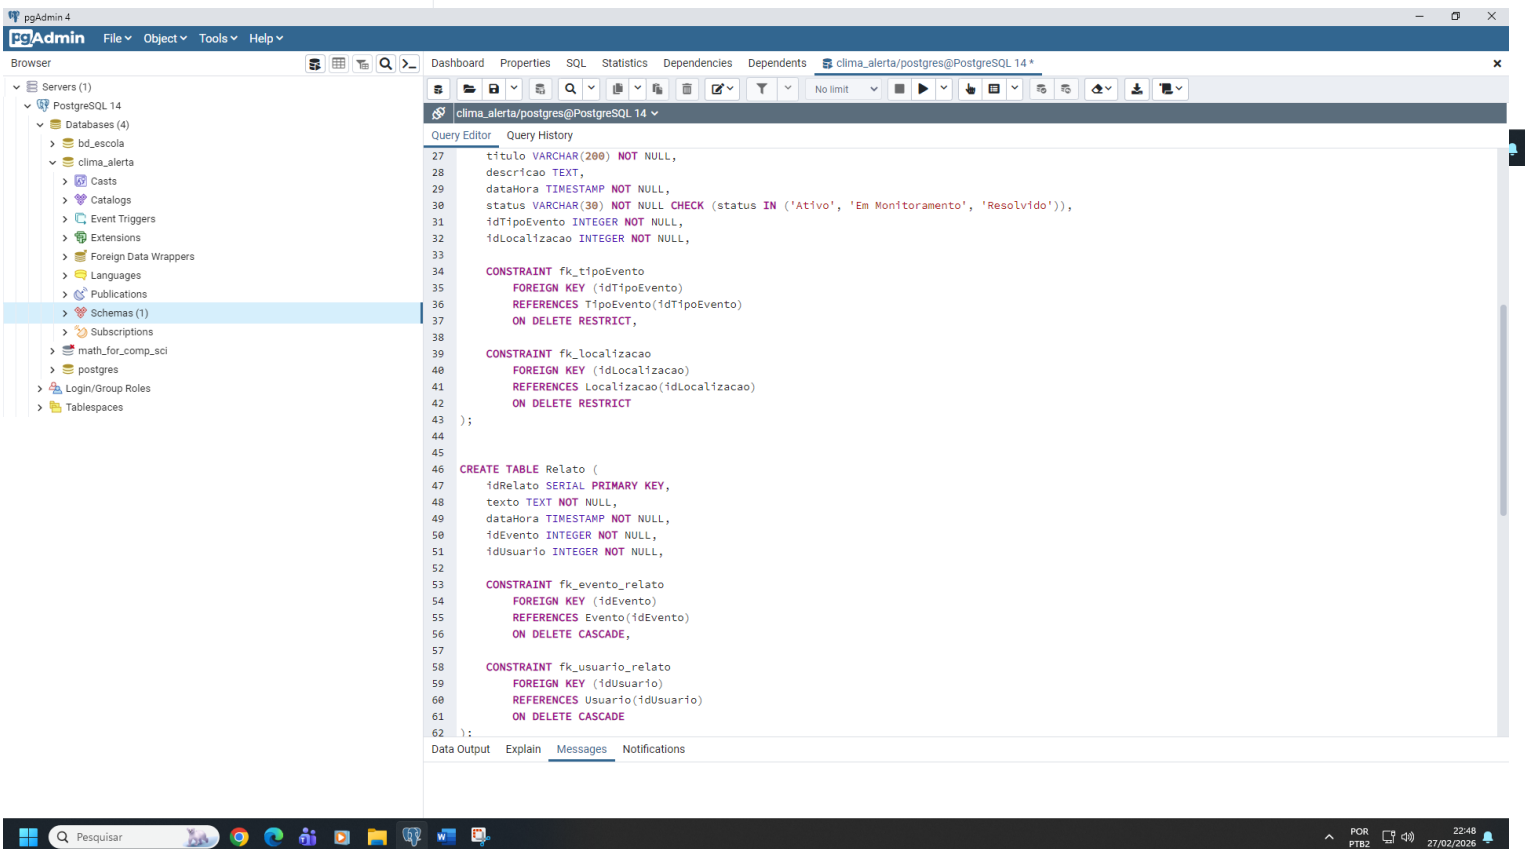 pgAdmin 4
pgAdmin File Object Tools Help
Browser
Dashboard Properties SQL Statistics Dependencies Dependents clima_alerta/postgres@PostgreSQL 14 *
No limit
clima_alerta/postgres@PostgreSQL 14
Query Editor Query History
Servers (1)
PostgreSQL 14
Databases (4)
bd_escola
clima_alerta
Casts
Catalogs
Event Triggers
Extensions
Foreign Data Wrappers
Languages
Publications
Schemas (1)
Subscriptions
math_for_comp_sci
postgres
Login/Group Roles
Tablespaces
27 titulo VARCHAR(200) NOT NULL,
28 descricao TEXT,
29 dataHora TIMESTAMP NOT NULL,
30 status VARCHAR(30) NOT NULL CHECK (status IN ('Ativo', 'Em Monitoramento', 'Resolvido')),
31 idTipoEvento INTEGER NOT NULL,
32 idLocalizacao INTEGER NOT NULL,
33
34 CONSTRAINT fk_tipoEvento
35 FOREIGN KEY (idTipoEvento)
36 REFERENCES TipoEvento(idTipoEvento)
37 ON DELETE RESTRICT,
38
39 CONSTRAINT fk_localizacao
40 FOREIGN KEY (idLocalizacao)
41 REFERENCES Localizacao(idLocalizacao)
42 ON DELETE RESTRICT
43 );
44
45
46 CREATE TABLE Relato (
47 idRelato SERIAL PRIMARY KEY,
48 texto TEXT NOT NULL,
49 dataHora TIMESTAMP NOT NULL,
50 idEvento INTEGER NOT NULL,
51 idUsuario INTEGER NOT NULL,
52
53 CONSTRAINT fk_evento_relato
54 FOREIGN KEY (idEvento)
55 REFERENCES Evento(idEvento)
56 ON DELETE CASCADE,
57
58 CONSTRAINT fk_usuario_relato
59 FOREIGN KEY (idUsuario)
60 REFERENCES Usuario(idUsuario)
61 ON DELETE CASCADE
62 );
Data Output Explain Messages Notifications
Pesquisar
POR
PTB2
22:48
27/02/2026